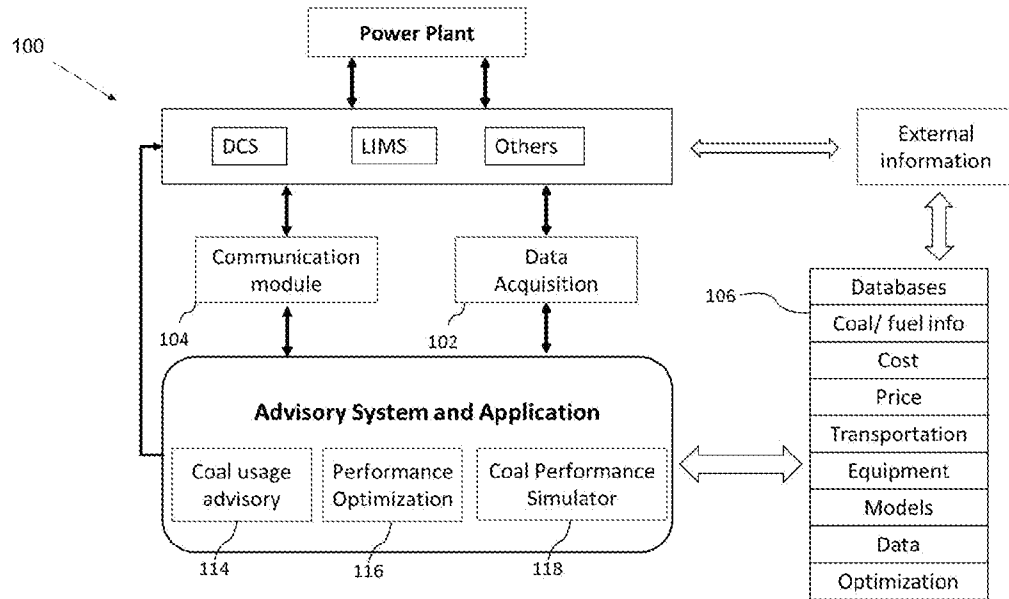 Power Plant
100
DCS
LIMS
Others
External
information
Communication
module
Data
Acquisition
104
102
106
Databases
Coal/ fuel info
Cost
Price
Transportation
Equipment
Models
Data
Optimization
Advisory System and Application
Coal usage
advisory
Performance
Optimization
Coal Performance
Simulator
114
116
118